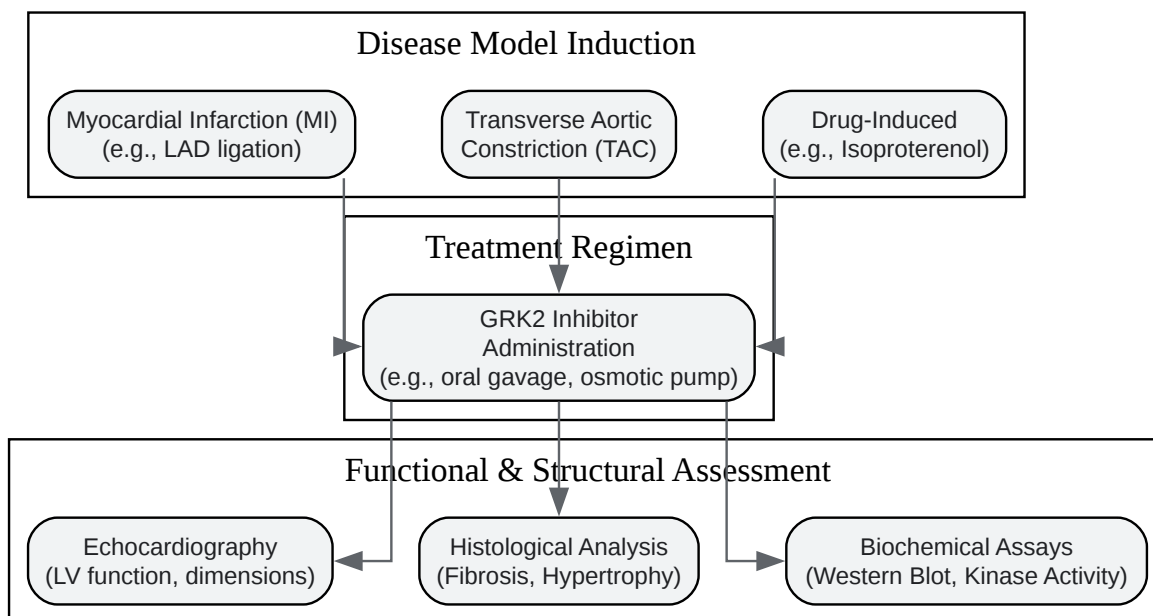 Disease Model Induction
Myocardial Infarction (MI)
(e.g., LAD ligation)
Transverse Aortic
Constriction (TAC)
Drug-Induced
(e.g., Isoproterenol)
Treatment Regimen
GRK2 Inhibitor
Administration
(e.g., oral gavage, osmotic pump)
Functional & Structural Assessment
Echocardiography
(LV function, dimensions)
Histological Analysis
(Fibrosis, Hypertrophy)
Biochemical Assays
(Western Blot, Kinase Activity)